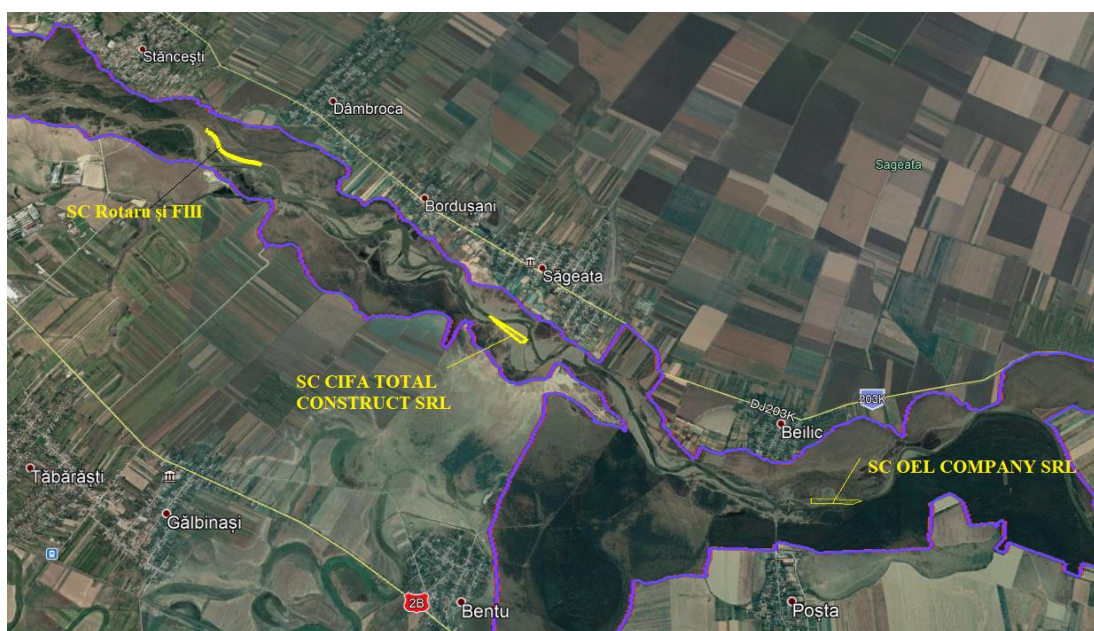 Stăncești
Dâmbroca
Sageata
SC Rotaru și FIII
Bordușani
Săgeata
SC CIFA TOTAL
CONSTRUCT SRL
DJ203K
203K
Beilic
SC OEL COMPANY SRL
Tăbărăști
Gălbinași
2B
Bentu
Poșta